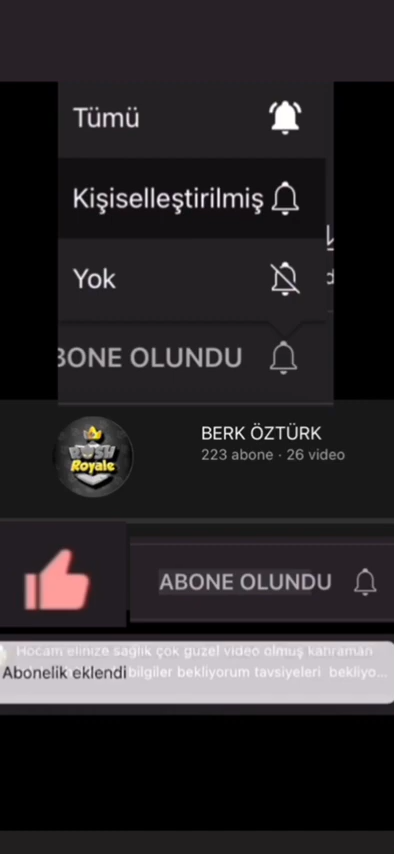 Tümü
Kişiselleştirilmiş
Yok
BONE OLUNDU
BERK ÖZTÜRK
223 abone · 26 video
RUSH
Royale
ABONE OLUNDU
Hocam elinize sağlık çok güzel video olmuş kahraman
Abonelik eklendi bilgiler bekliyorum tavsiyeleri bekliyo...